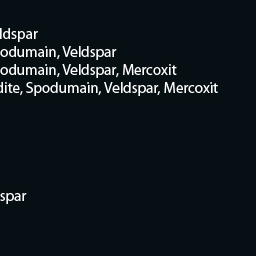 ldspar
odumain, Veldspar
odumain, Veldspar, Mercoxit
dite, Spodumain, Veldspar, Mercoxit
spar